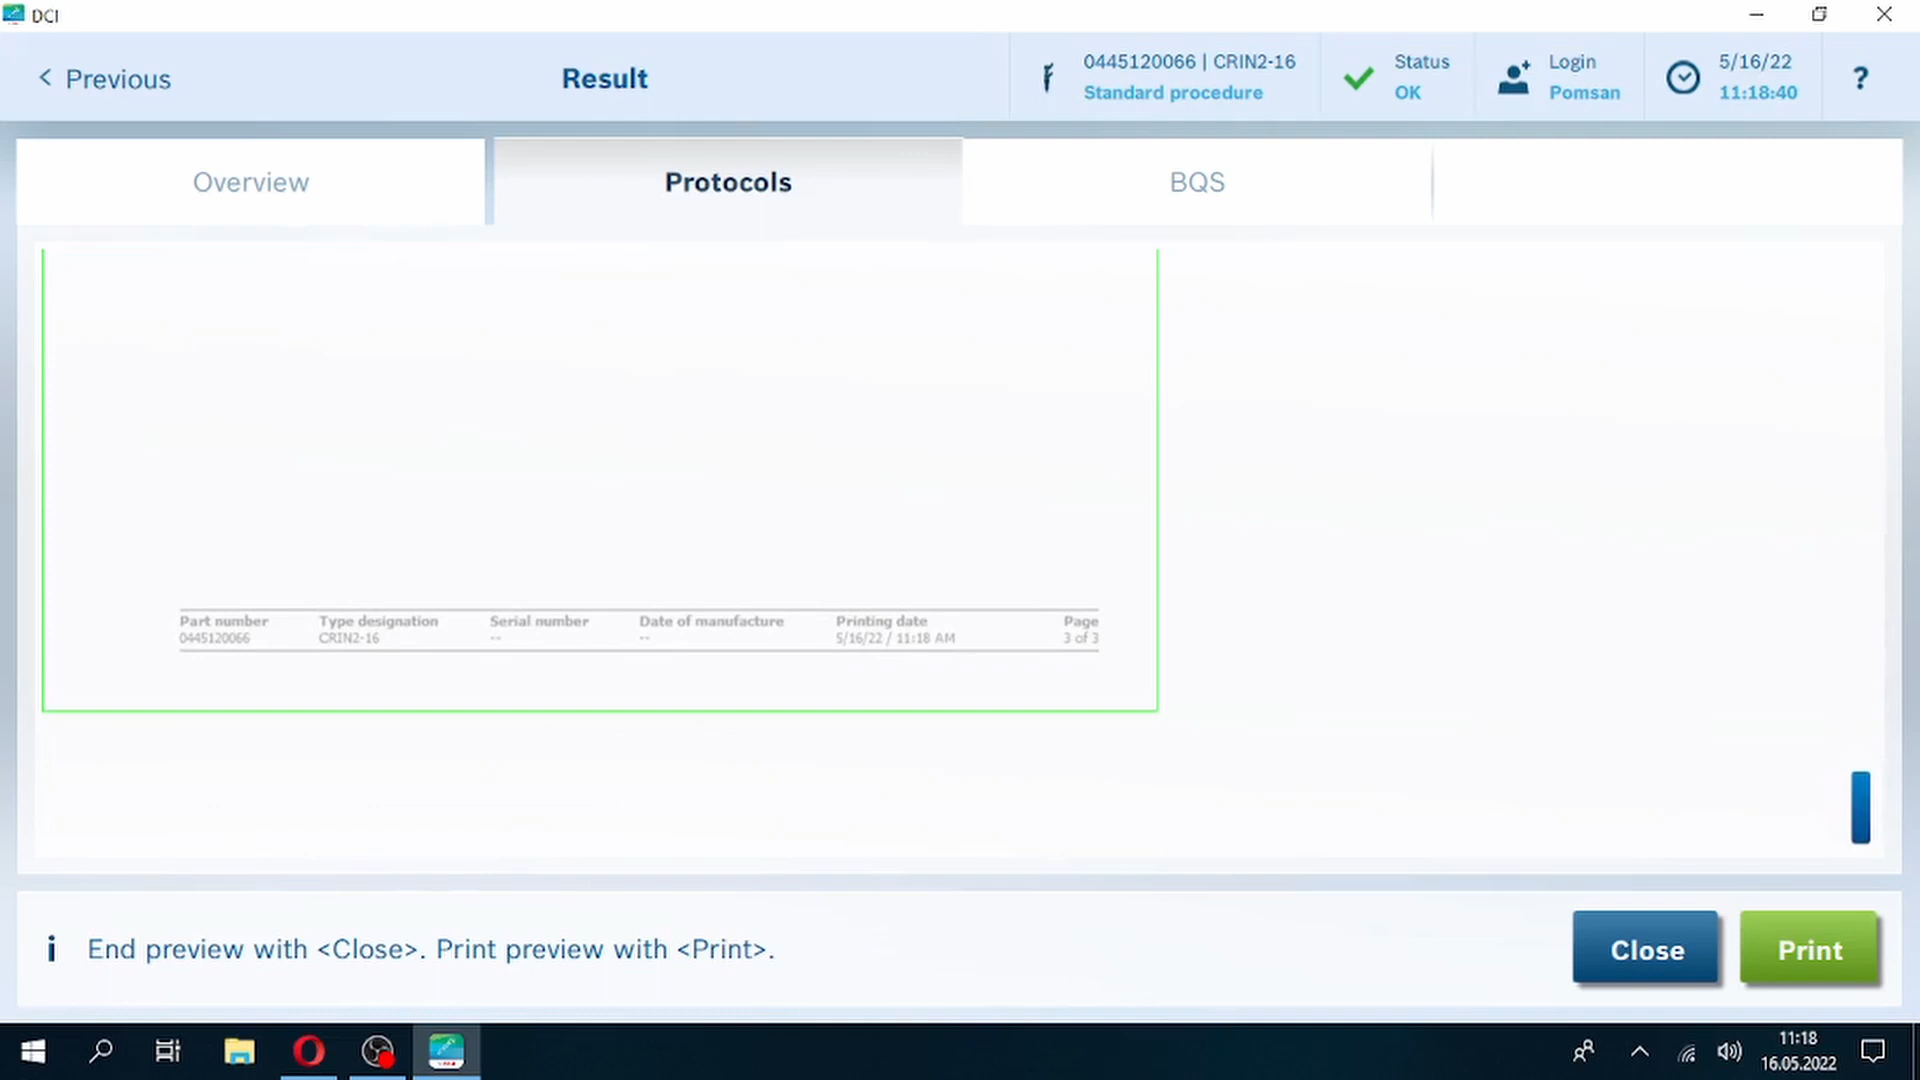 DCI
Previous
Result
0445120066 | CRIN2-16
Standard procedure
Status
OK
Login
Pomsan
5/16/22
11:18:40
?
Overview
Protocols
BQS
Part number Type designation Serial number Date of manufacture Printing date Page
0445120066 CRIN2-16 -- -- 5/16/22 / 11:18 AM 3 of 3
End preview with <Close>. Print preview with <Print>.
Close
Print
11:18
16.05.2022